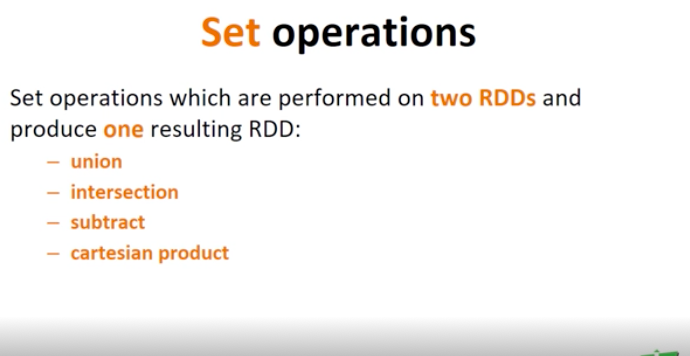 Set operations
Set operations which are performed on two RDDs and
produce one resulting RDD:
– union
– intersection
– subtract
– cartesian product